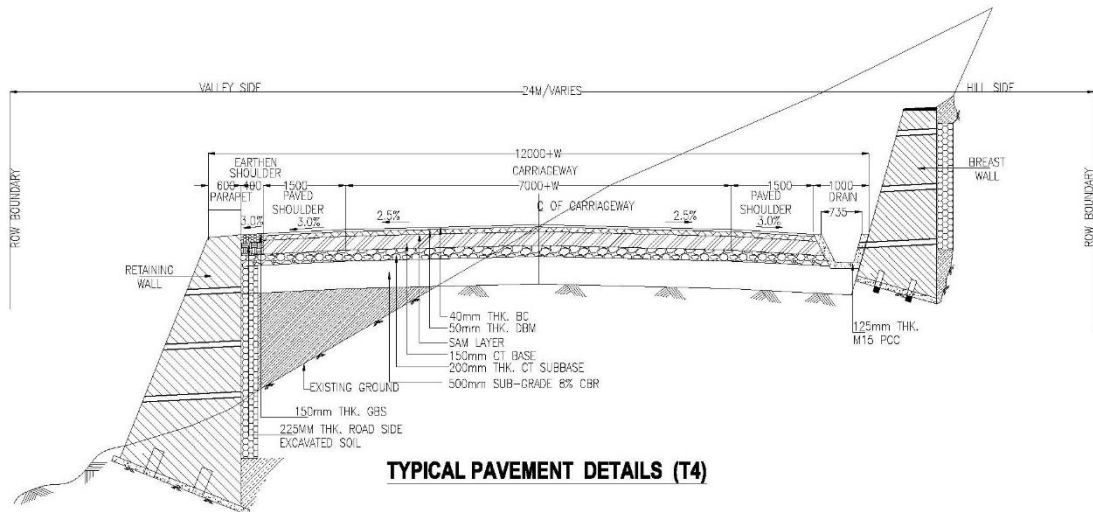 VALLEY SIDE
24M/VARIES
HILL SIDE
12000+W
EARTHEN
SHOULDER
CARRIAGEWAY
BREAST
WALL
600
400
1500
7000+W
1500
1000
PARAPET
PAVED
SHOULDER
PAVED
SHOULDER
DRAIN
735
C OF CARRIAGEWAY
3.0%
3.0%
2.5%
2.5%
3.0%
ROW BOUNDARY
ROW BOUNDARY
RETAINING
WALL
40mm THK. BC
50mm THK. DBM
SAM LAYER
150mm CT BASE
200mm THK. CT SUBBASE
500mm SUB-GRADE 8% CBR
125mm THK.
M15 PCC
EXISTING GROUND
150mm THK. GBS
225MM THK. ROAD SIDE
EXCAVATED SOIL
TYPICAL PAVEMENT DETAILS (T4)